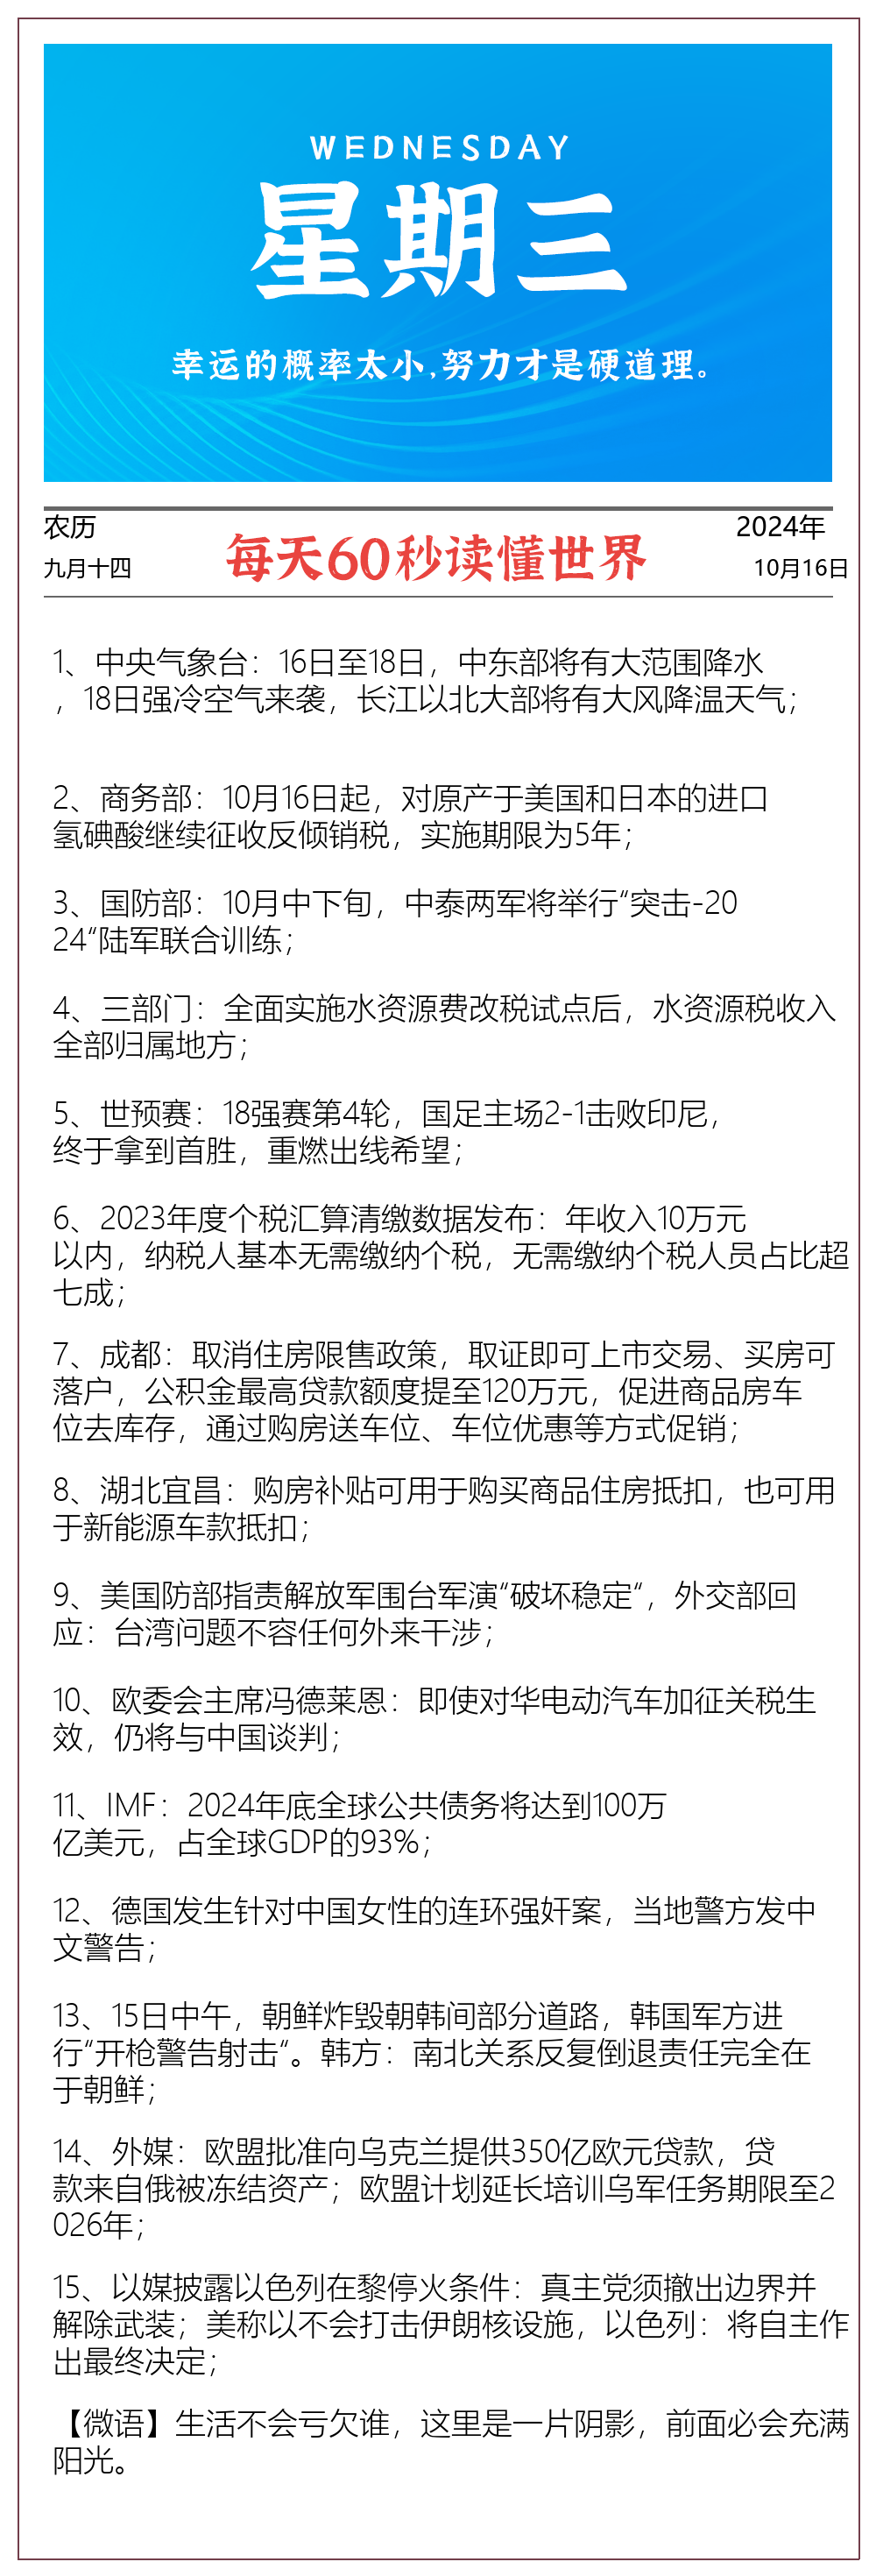 WEDNESDAY
星期三
幸运的概率太小,努力才是硬道理。
农历
2024年
每天60秒读懂世界
九月十四
10月16日
1、中央气象台：16日至18日，中东部将有大范围降水
，18日强冷空气来袭，长江以北大部将有大风降温天气；
2、商务部：10月16日起，对原产于美国和日本的进口
氢碘酸继续征收反倾销税，实施期限为5年；
3、国防部：10月中下旬，中泰两军将举行“突击-20
24“陆军联合训练；
4、三部门：全面实施水资源费改税试点后，水资源税收入
全部归属地方；
5、世预赛：18强赛第4轮，国足主场2-1击败印尼，
终于拿到首胜，重燃出线希望；
6、2023年度个税汇算清缴数据发布：年收入10万元
以内，纳税人基本无需缴纳个税，无需缴纳个税人员占比超
七成；
7、成都：取消住房限售政策，取证即可上市交易、买房可
落户，公积金最高贷款额度提至120万元，促进商品房车
位去库存，通过购房送车位、车位优惠等方式促销；
8、湖北宜昌：购房补贴可用于购买商品住房抵扣，也可用
于新能源车款抵扣；
9、美国防部指责解放军围台军演“破坏稳定“，外交部回
应：台湾问题不容任何外来干涉；
10、欧委会主席冯德莱恩：即使对华电动汽车加征关税生
效，仍将与中国谈判；
11、IMF：2024年底全球公共债务将达到100万
亿美元，占全球GDP的93%；
12、德国发生针对中国女性的连环强奸案，当地警方发中
文警告；
13、15日中午，朝鲜炸毁朝韩间部分道路，韩国军方进
行“开枪警告射击“。韩方：南北关系反复倒退责任完全在
于朝鲜；
14、外媒：欧盟批准向乌克兰提供350亿欧元贷款，贷
款来自俄被冻结资产；欧盟计划延长培训乌军任务期限至2
026年；
15、以媒披露以色列在黎停火条件：真主党须撤出边界并
解除武装；美称以不会打击伊朗核设施，以色列：将自主作
出最终决定；
【微语】生活不会亏欠谁，这里是一片阴影，前面必会充满
阳光。